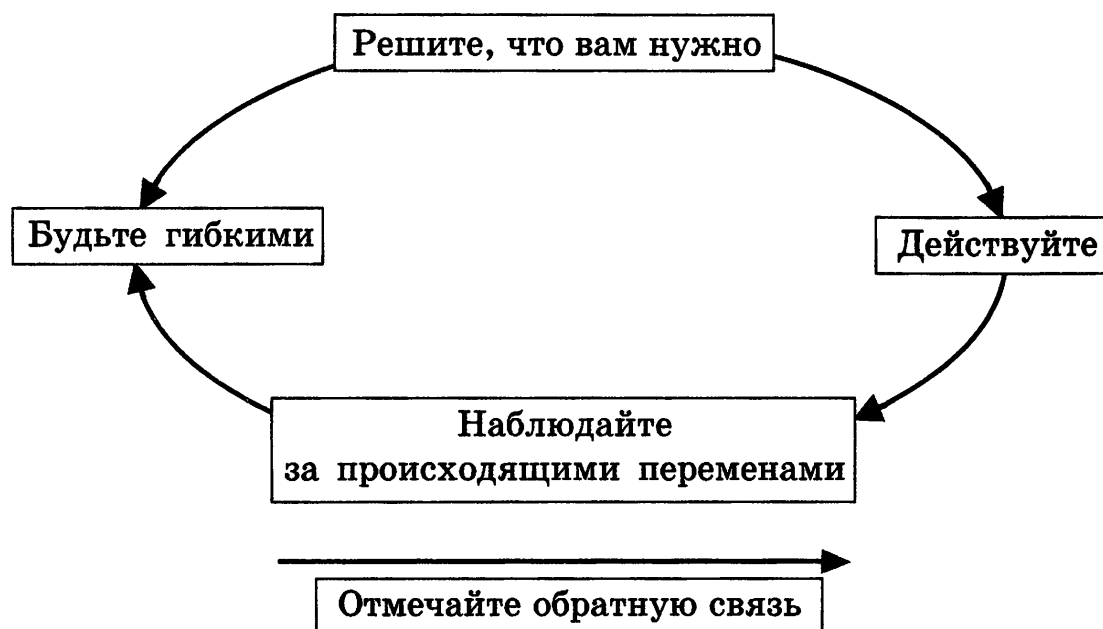 Решите, что вам нужно
Будьте гибкими
Действуйте
Наблюдайте
за происходящими переменами
Отмечайте обратную связь